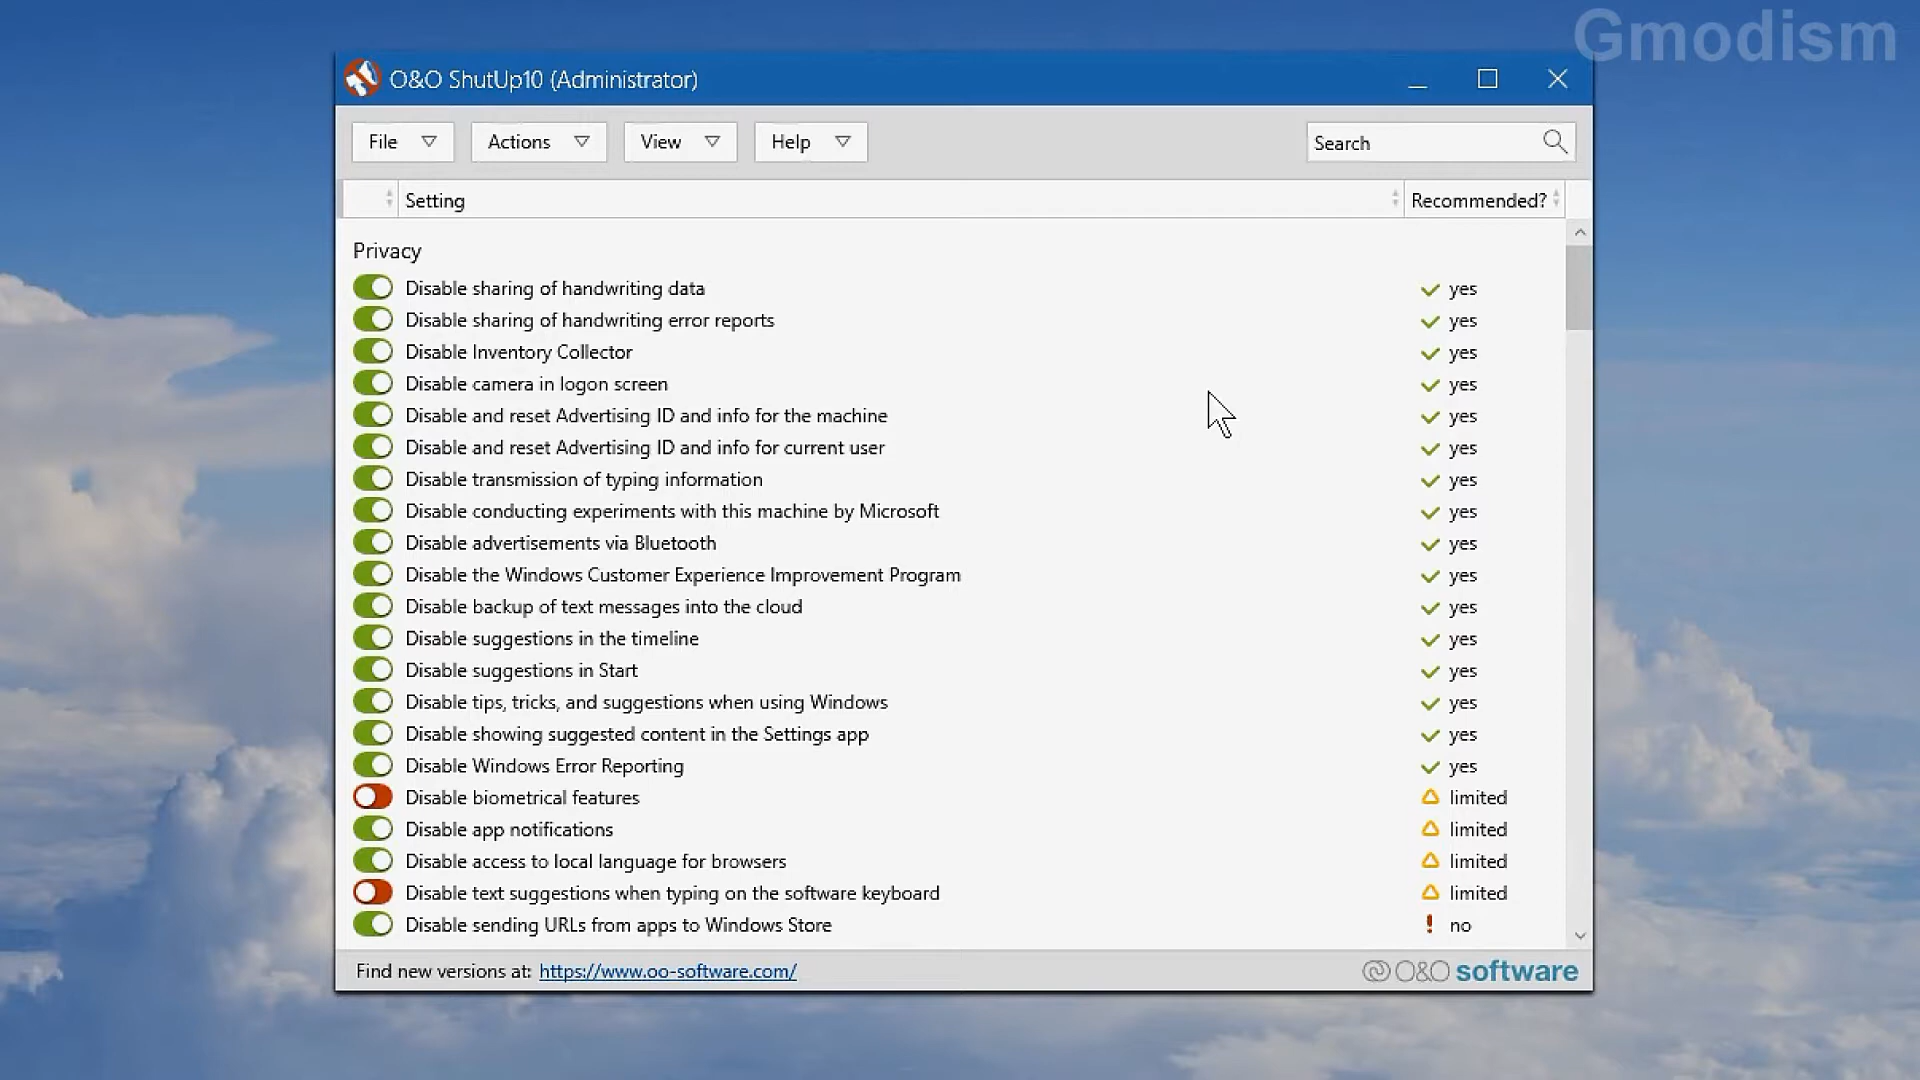 Gmodism
O&O ShutUp10 (Administrator)
File Actions View Help Search
Setting Recommended?
Privacy
Disable sharing of handwriting data yes
Disable sharing of handwriting error reports yes
Disable Inventory Collector yes
Disable camera in logon screen yes
Disable and reset Advertising ID and info for the machine yes
Disable and reset Advertising ID and info for current user yes
Disable transmission of typing information yes
Disable conducting experiments with this machine by Microsoft yes
Disable advertisements via Bluetooth yes
Disable the Windows Customer Experience Improvement Program yes
Disable backup of text messages into the cloud yes
Disable suggestions in the timeline yes
Disable suggestions in Start yes
Disable tips, tricks, and suggestions when using Windows yes
Disable showing suggested content in the Settings app yes
Disable Windows Error Reporting yes
Disable biometrical features limited
Disable app notifications limited
Disable access to local language for browsers limited
Disable text suggestions when typing on the software keyboard limited
Disable sending URLs from apps to Windows Store ! no
Find new versions at: https://www.oo-software.com/ O&O software